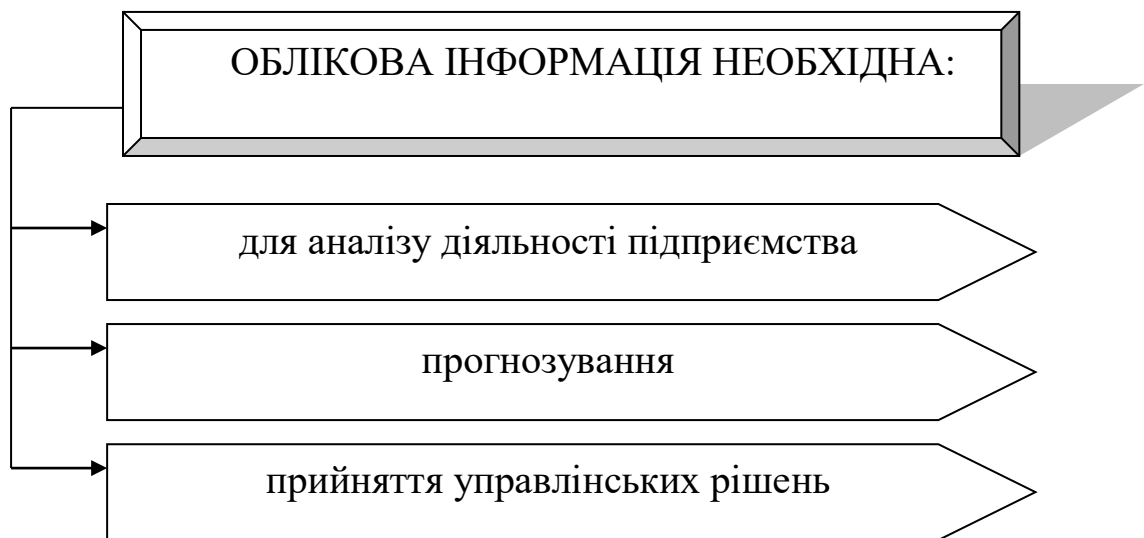 ОБЛІКОВА ІНФОРМАЦІЯ НЕОБХІДНА:
для аналізу діяльності підприємства
прогнозування
прийняття управлінських рішень